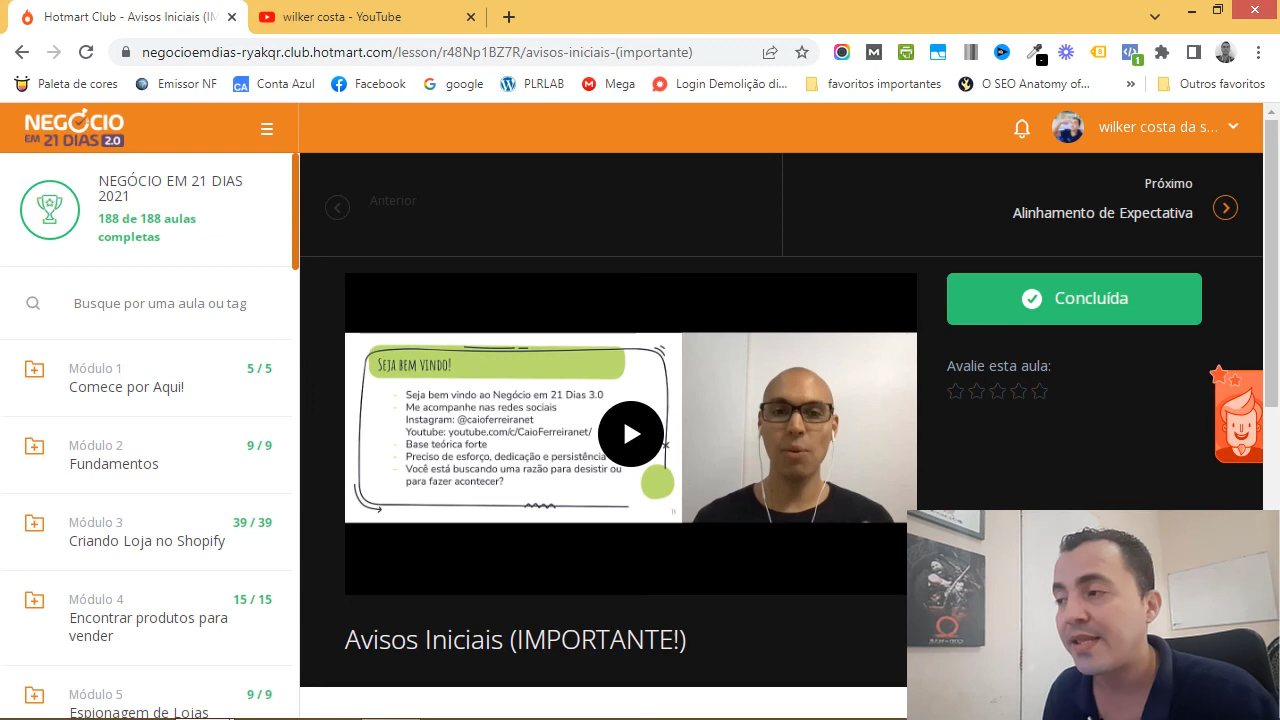 Hotmart Club - Avisos Iniciais (IM
wilker costa - YouTube
negocioemdias-ryakqr.club.hotmart.com/lesson/r48Np1BZ7R/avisos-iniciais-(importante)
1
Paleta de cores
Emissor NF
CA
Conta Azul
Facebook
google
PLRLAB
Mega
Login Demolição di...
favoritos importantes
O SEO Anatomy of...
»
Outros favoritos
NEGÓCIO
EM 21 DIAS 2.0
wilker costa da s...
NEGÓCIO EM 21 DIAS
2021
188 de 188 aulas
completas
Anterior
Próximo
Alinhamento de Expectativa
Busque por uma aula ou tag
Módulo 1
5 / 5
Comece por Aqui!
Módulo 2
9 / 9
Fundamentos
Módulo 3
39 / 39
Criando Loja no Shopify
Módulo 4
15 / 15
Encontrar produtos para
vender
Módulo 5
9 / 9
Espionagem de Lojas
SEJA BEM VINDO!
Seja bem vindo ao Negócio em 21 Dias 3.0
Me acompanhe nas redes sociais
Instagram: @caioferreiranet
Youtube: youtube.com/c/CaioFerreiranet/
Base teórica forte
Preciso de esforço, dedicação e persistência
Você está buscando uma razão para desistir ou
para fazer acontecer?
Concluída
Avalie esta aula:
Avisos Iniciais (IMPORTANTE!)